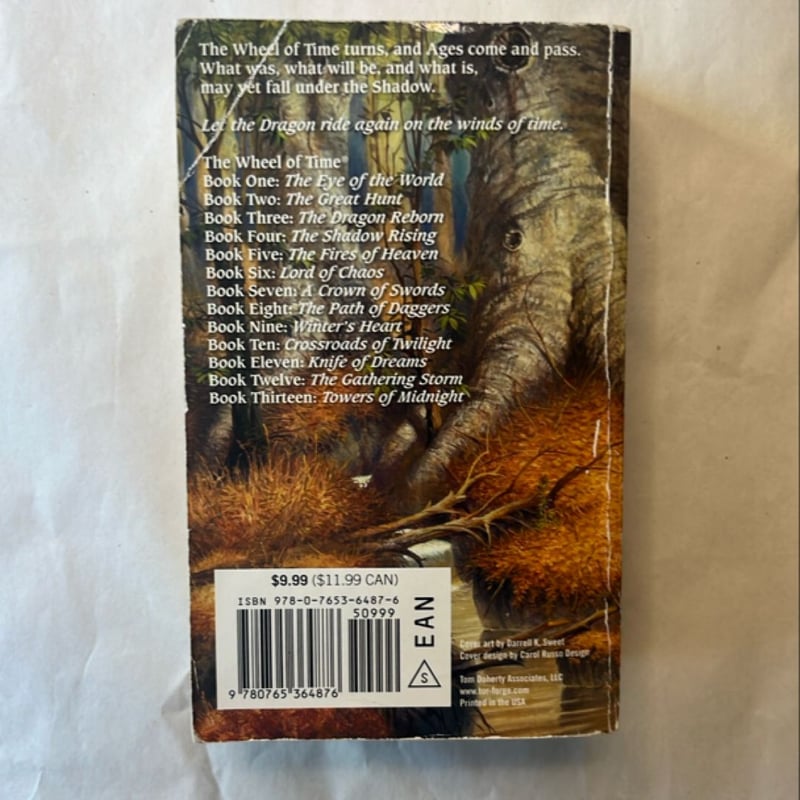 The Wheel of Time turns, and Ages come and pass.
What was, what will be, and what is,
may yet fall under the Shadow.
Let the Dragon ride again on the winds of time.
The Wheel of Time®
Book One: The Eye of the World
Book Two: The Great Hunt
Book Three: The Dragon Reborn
Book Four: The Shadow Rising
Book Five: The Fires of Heaven
Book Six: Lord of Chaos
Book Seven: A Crown of Swords
Book Eight: The Path of Daggers
Book Nine: Winter's Heart
Book Ten: Crossroads of Twilight
Book Eleven: Knife of Dreams
Book Twelve: The Gathering Storm
Book Thirteen: Towers of Midnight
$9.99 ($11.99 CAN)
ISBN 978-0-7653-6487-6
50999
EAN
S
9 780765 364876
Cover art by Darrell K. Sweet
Cover design by Carol Russo Design
Tom Doherty Associates, LLC
www.tor-forge.com
Printed in the USA